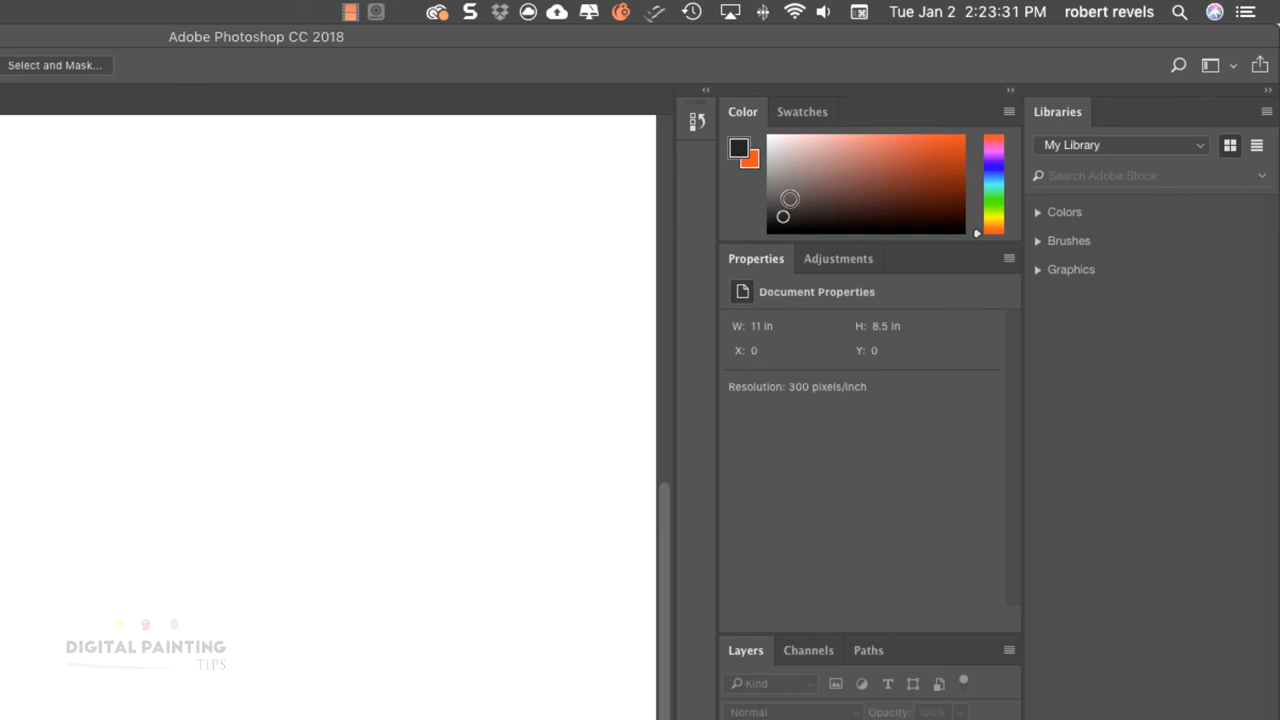 Tue Jan 2 2:23:31 PM robert revels
Adobe Photoshop CC 2018
Select and Mask...
Color Swatches
Libraries
My Library
Search Adobe Stock
Colors
Brushes
Graphics
Properties Adjustments
Document Properties
W: 11 in H: 8.5 in
X: 0 Y: 0
Resolution: 300 pixels/inch
Layers Channels Paths
Kind
Normal Opacity: 100%
DIGITAL PAINTING
TIPS